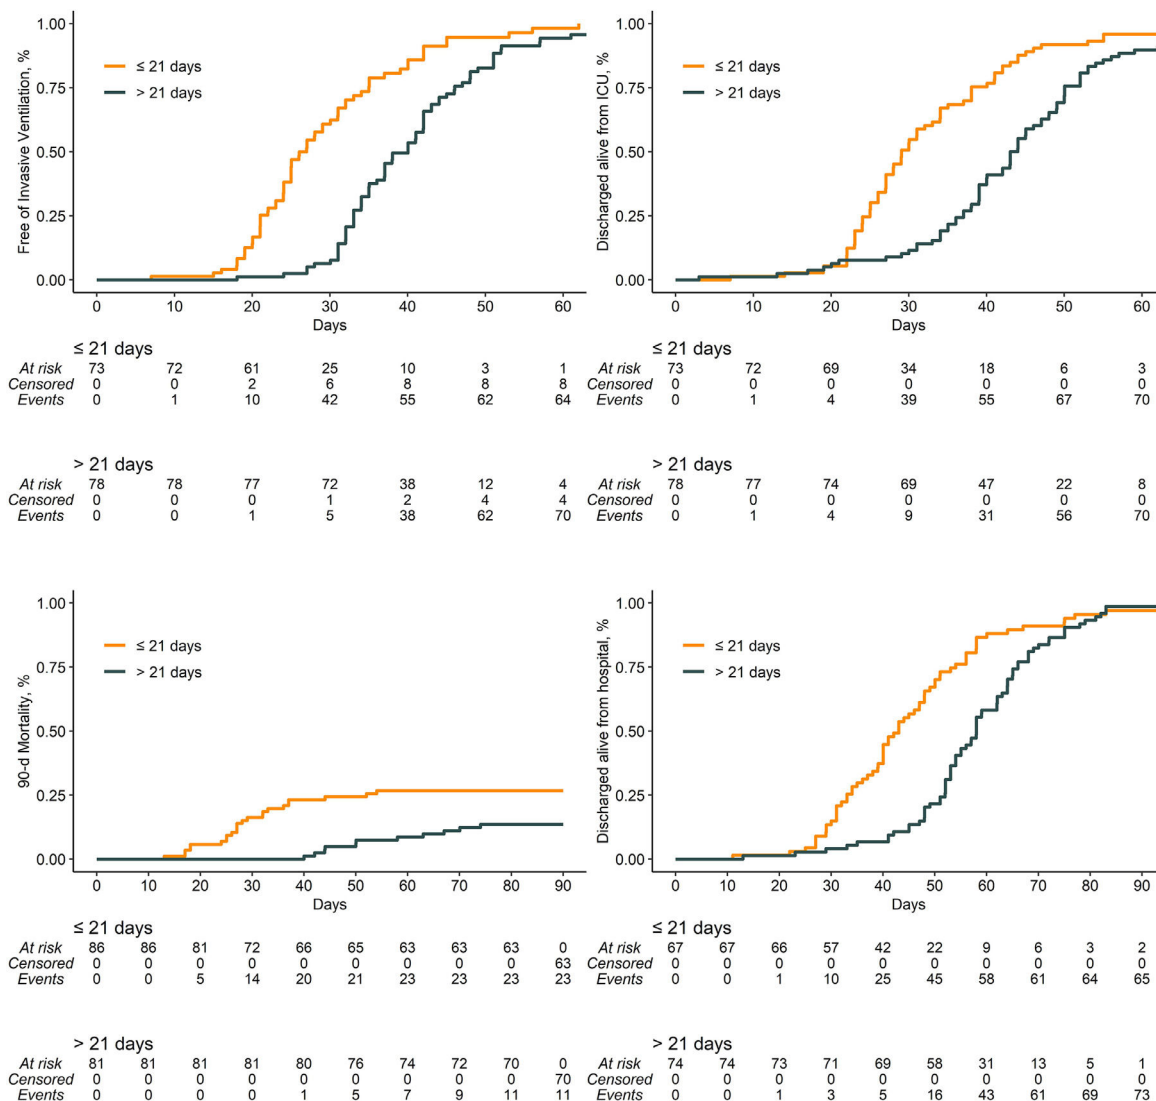 Free of Invasive Ventilation, %
1.00
0.75
0.50
0.25
0.00
≤ 21 days
> 21 days
0 10 20 30 40 50 60
Days
≤ 21 days
At risk 73 72 61 25 10 3 1
Censored 0 0 2 6 8 8 8
Events 0 1 10 42 55 62 64
> 21 days
At risk 78 78 77 72 38 12 4
Censored 0 0 0 1 2 4 4
Events 0 0 1 5 38 62 70
Discharged alive from ICU, %
1.00
0.75
0.50
0.25
0.00
≤ 21 days
> 21 days
0 10 20 30 40 50 60
Days
≤ 21 days
At risk 73 72 69 34 18 6 3
Censored 0 0 0 0 0 0 0
Events 0 1 4 39 55 67 70
> 21 days
At risk 78 77 74 69 47 22 8
Censored 0 0 0 0 0 0 0
Events 0 1 4 9 31 56 70
90-d Mortality, %
1.00
0.75
0.50
0.25
0.00
≤ 21 days
> 21 days
0 10 20 30 40 50 60 70 80 90
Days
≤ 21 days
At risk 86 86 81 72 66 65 63 63 63 0
Censored 0 0 0 0 0 0 0 0 0 63
Events 0 0 5 14 20 21 23 23 23 23
> 21 days
At risk 81 81 81 81 80 76 74 72 70 0
Censored 0 0 0 0 0 0 0 0 0 70
Events 0 0 0 0 1 5 7 9 11 11
Discharged alive from hospital, %
1.00
0.75
0.50
0.25
0.00
≤ 21 days
> 21 days
0 10 20 30 40 50 60 70 80 90
Days
≤ 21 days
At risk 67 67 66 57 42 22 9 6 3 2
Censored 0 0 0 0 0 0 0 0 0 0
Events 0 0 1 10 25 45 58 61 64 65
> 21 days
At risk 74 74 73 71 69 58 31 13 5 1
Censored 0 0 0 0 0 0 0 0 0 0
Events 0 0 1 3 5 16 43 61 69 73